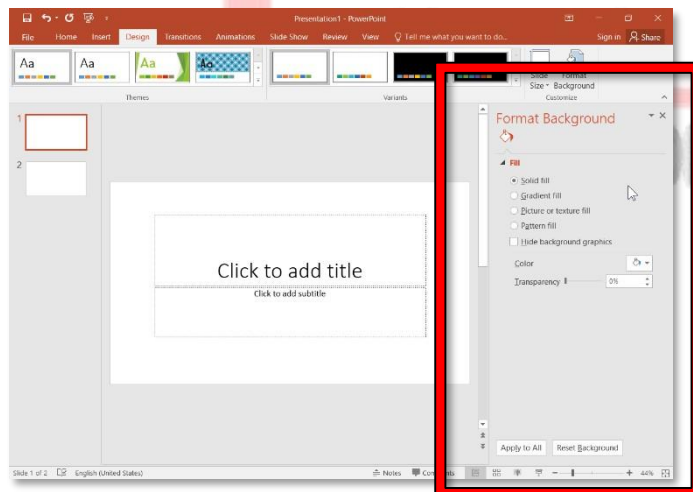 Presentation1 - PowerPoint
File Home Insert Design Transitions Animations Slide Show Review View Tell me what you want to do... Sign in Share
Aa Aa Aa Aa
Slide Size Format Background
Themes Variants Customize
1
2
Click to add title
Click to add subtitle
Format Background
Fill
Solid fill
Gradient fill
Picture or texture fill
Pattern fill
Hide background graphics
Color
Transparency 0%
Apply to All Reset Background
Slide 1 of 2 English (United States) Notes 44%